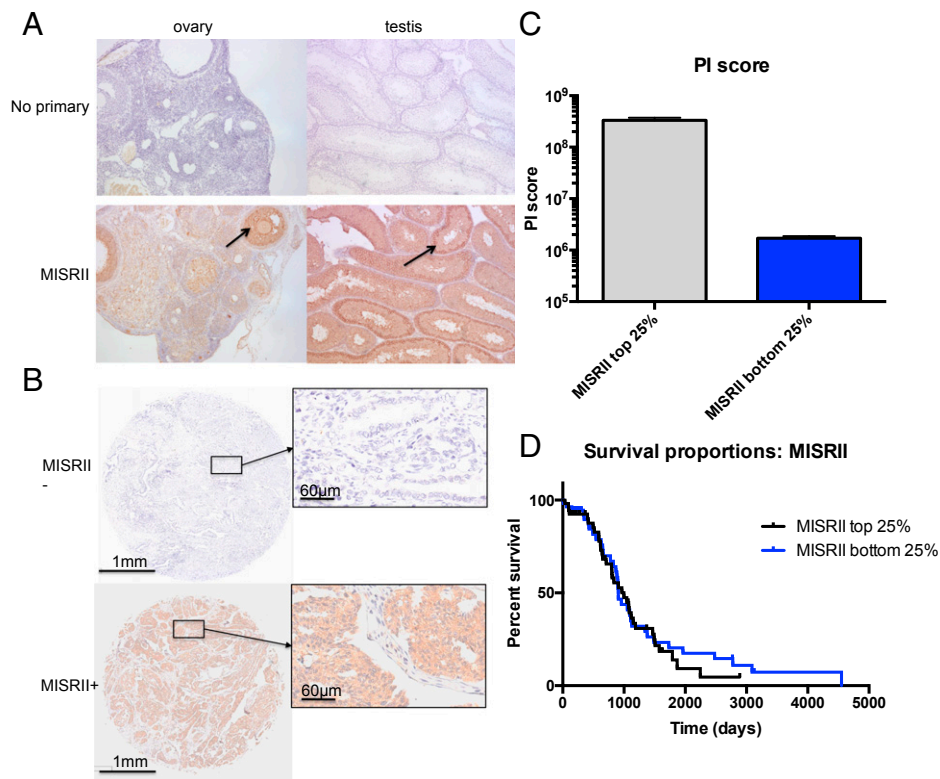 A
ovary
testis
No primary
MISRII
B
MISRII
-
1mm
60μm
MISRII+
1mm
60μm
C
PI score
PI score
10⁹
10⁸
10⁷
10⁶
10⁵
MISRII top 25%
MISRII bottom 25%
D
Survival proportions: MISRII
Percent survival
100
50
0
MISRII top 25%
MISRII bottom 25%
0 1000 2000 3000 4000 5000
Time (days)